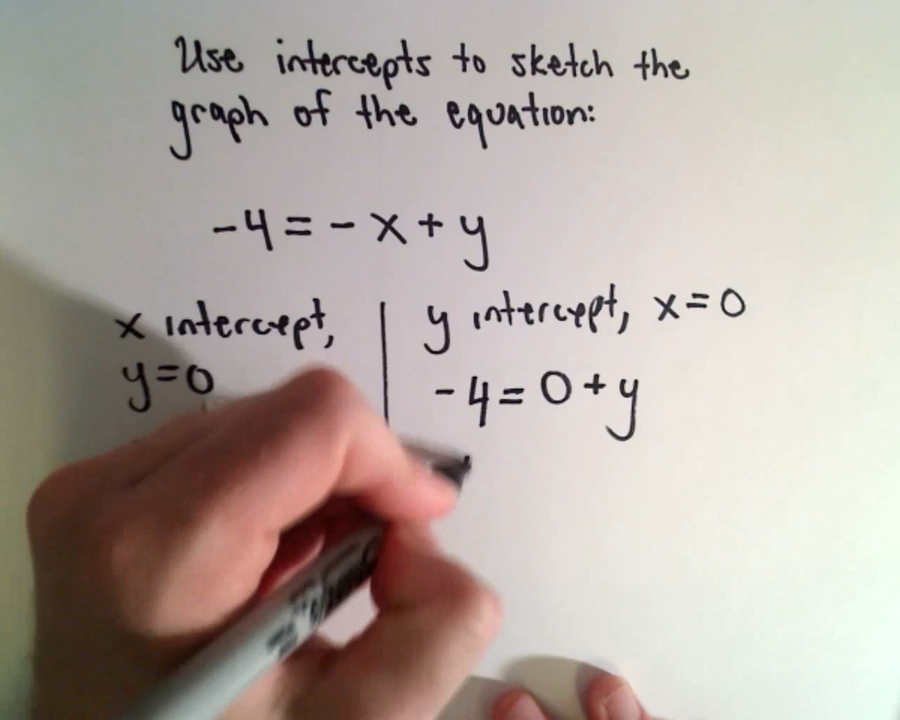 Use intercepts to sketch the
graph of the equation:
-4 = - x + y
x intercept,
y=0
y intercept, x=0
-4 = 0 + y